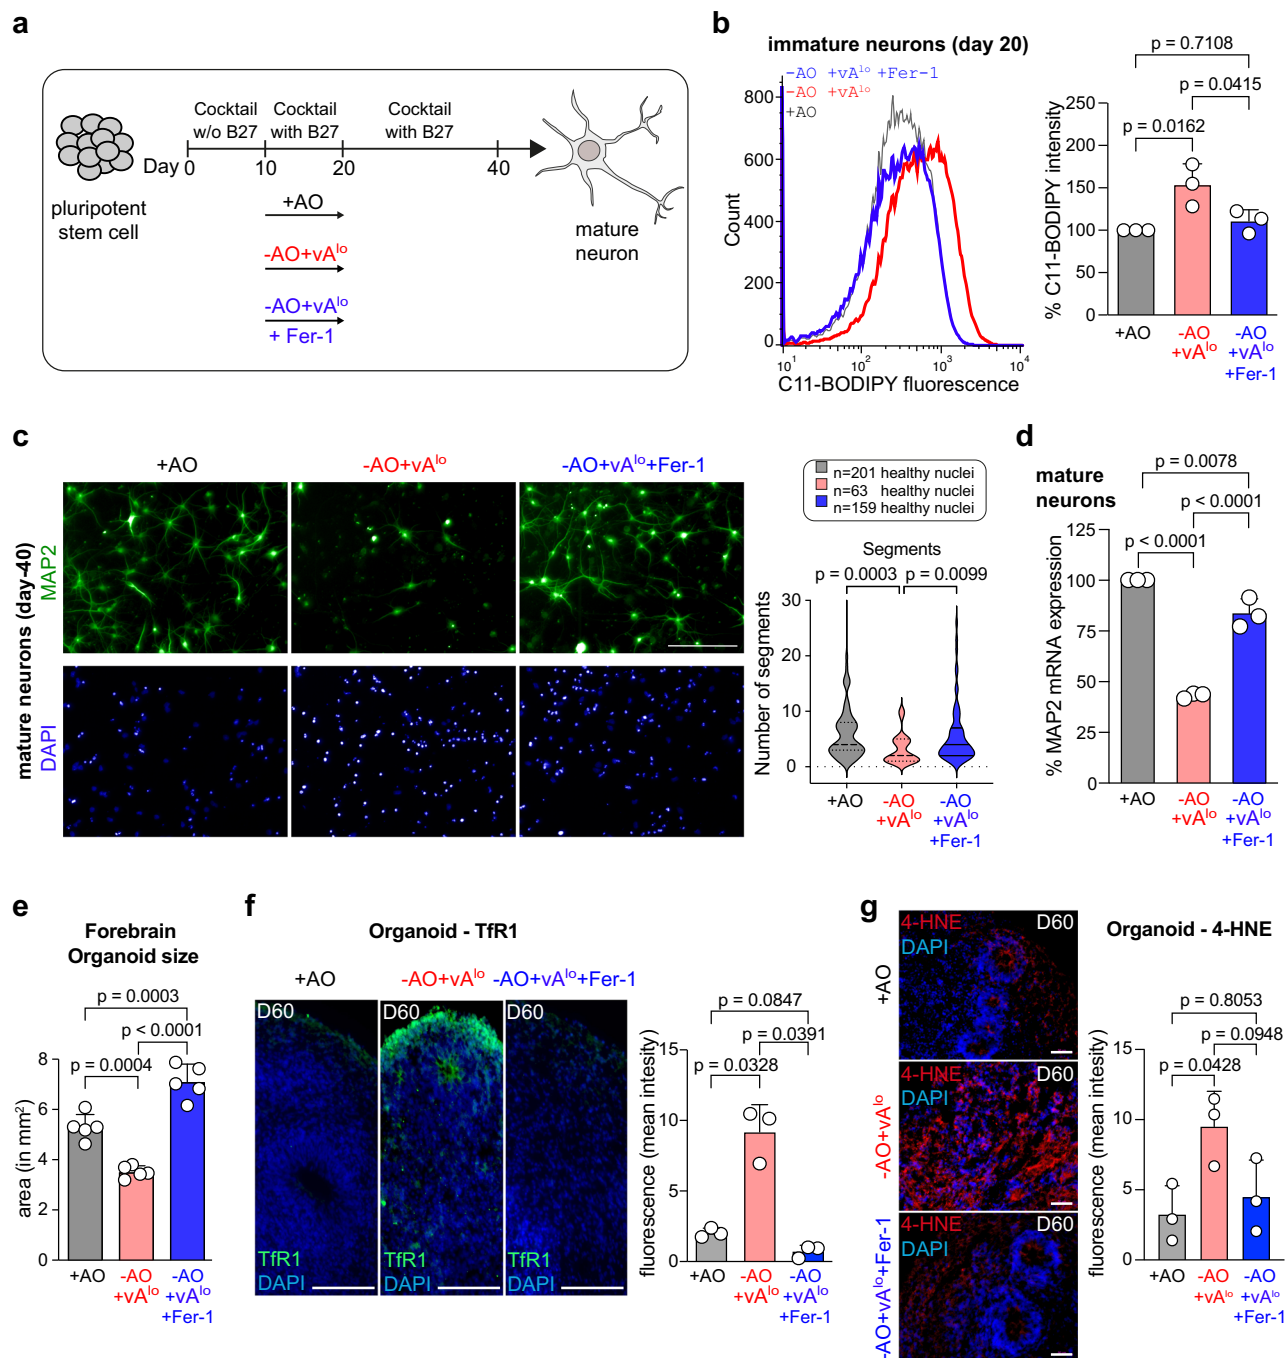 a
Cocktail
w/o B27
Cocktail
with B27
Cocktail
with B27
Day
0
10
20
40
pluripotent
stem cell
+AO
-AO+vA^lo
-AO+vA^lo
+ Fer-1
mature
neuron
b
immature neurons (day 20)
-AO +vA^lo +Fer-1
-AO +vA^lo
+AO
Count
800
600
400
200
0
10^1
10^2
10^3
10^4
C11-BODIPY fluorescence
p = 0.7108
p = 0.0415
p = 0.0162
% C11-BODIPY intensity
250
200
150
100
50
0
+AO
-AO
+vA^lo
-AO
+vA^lo
+Fer-1
c
+AO
-AO+vA^lo
-AO+vA^lo+Fer-1
mature neurons (day-40)
MAP2
DAPI
n=201 healthy nuclei
n=63 healthy nuclei
n=159 healthy nuclei
Segments
p = 0.0003
p = 0.0099
Number of segments
30
20
10
0
+AO
-AO
+vA^lo
-AO
+vA^lo
+Fer-1
d
mature
neurons
p = 0.0078
p < 0.0001
p < 0.0001
% MAP2 mRNA expression
125
100
75
50
25
0
+AO
-AO
+vA^lo
-AO
+vA^lo
+Fer-1
e
Forebrain
Organoid size
p = 0.0003
p < 0.0001
p = 0.0004
area (in mm²)
8
6
4
2
0
+AO
-AO
+vA^lo
-AO
+vA^lo
+Fer-1
f
Organoid - TfR1
+AO
-AO+vA^lo
-AO+vA^lo+Fer-1
D60
D60
D60
TfR1
DAPI
TfR1
DAPI
TfR1
DAPI
p = 0.0847
p = 0.0391
p = 0.0328
fluorescence (mean intesity)
15
10
5
0
+AO
-AO
+vA^lo
-AO
+vA^lo
+Fer-1
g
Organoid - 4-HNE
+AO
4-HNE
DAPI
D60
-AO+vA^lo
4-HNE
DAPI
D60
-AO+vA^lo+Fer-1
4-HNE
DAPI
D60
p = 0.8053
p = 0.0948
p = 0.0428
fluorescence (mean intesity)
15
10
5
0
+AO
-AO
+vA^lo
-AO
+vA^lo
+Fer-1